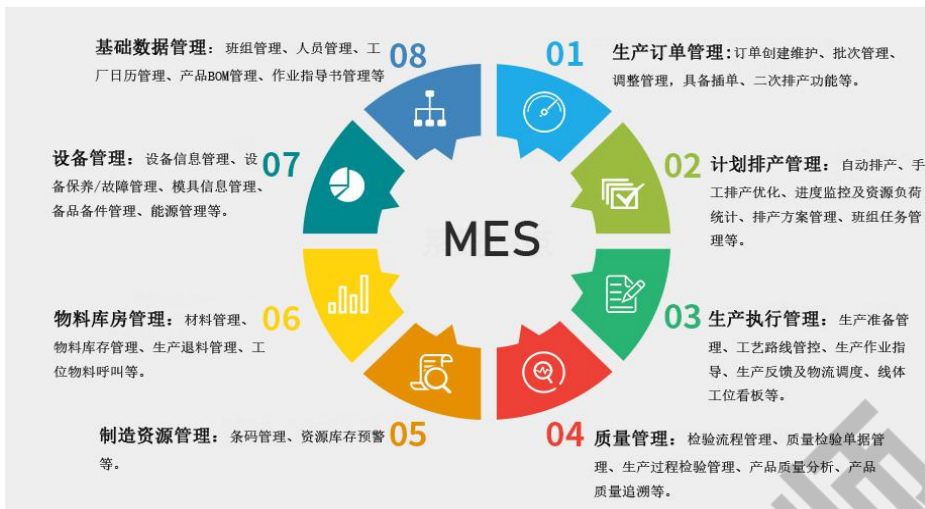 01
生产订单管理:订单创建维护、批次管理、
调整管理，具备插单、二次排产功能等。
02
计划排产管理：自动排产、手
工排产优化、进度监控及资源负荷
统计、排产方案管理、班组任务管
理等。
03
生产执行管理：生产准备管
理、工艺路线管控、生产作业指
导、生产反馈及物流调度、线体
工位看板等。
04
质量管理：检验流程管理、质量检验单据管
理、生产过程检验管理、产品质量分析、产品
质量追溯等。
05
制造资源管理：条码管理、资源库存预警
等。
06
物料库房管理：材料管理、
物料库存管理、生产退料管理、工
位物料呼叫等。
07
设备管理：设备信息管理、设
备保养/故障管理、模具信息管理、
备品备件管理、能源管理等。
08
基础数据管理：班组管理、人员管理、工
厂日历管理、产品BOM管理、作业指导书管理等
MES
师